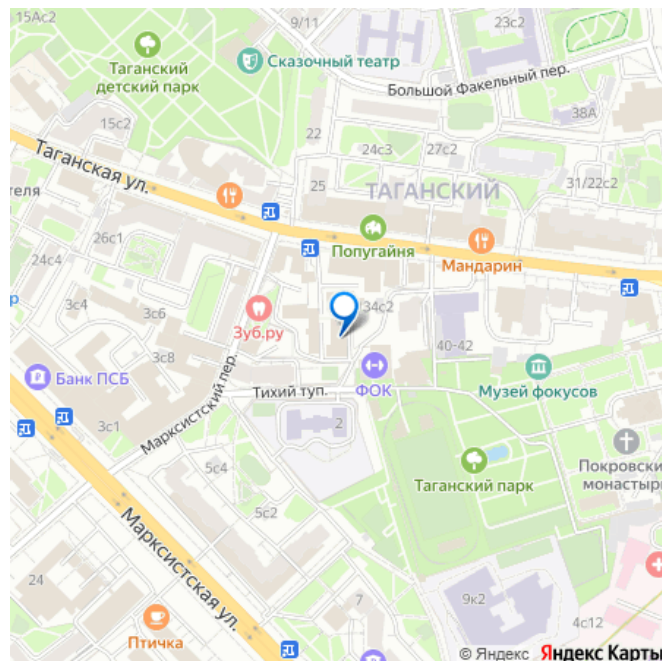 15Ас2
9/11
23с2
Сказочный театр
Таганский
детский парк
Большой Факельный пер.
15с2
38А
22
24с3
27с2
Таганская ул.
25
ТАГАНСКИЙ
31/22с2
теля
26с1
Попугайня
Мандарин
24с4
3с4
3с6
34с2
Зуб.ру
40-42
3с8
Банк ПСБ
ФОК
Музей фокусов
Тихий туп.
Марксистский пер.
3с1
2
Покровски
монастырь
5с4
Таганский парк
5с2
Марксистская ул.
24
7
9к2
4с12
Птичка
© Яндекс Яндекс Карты